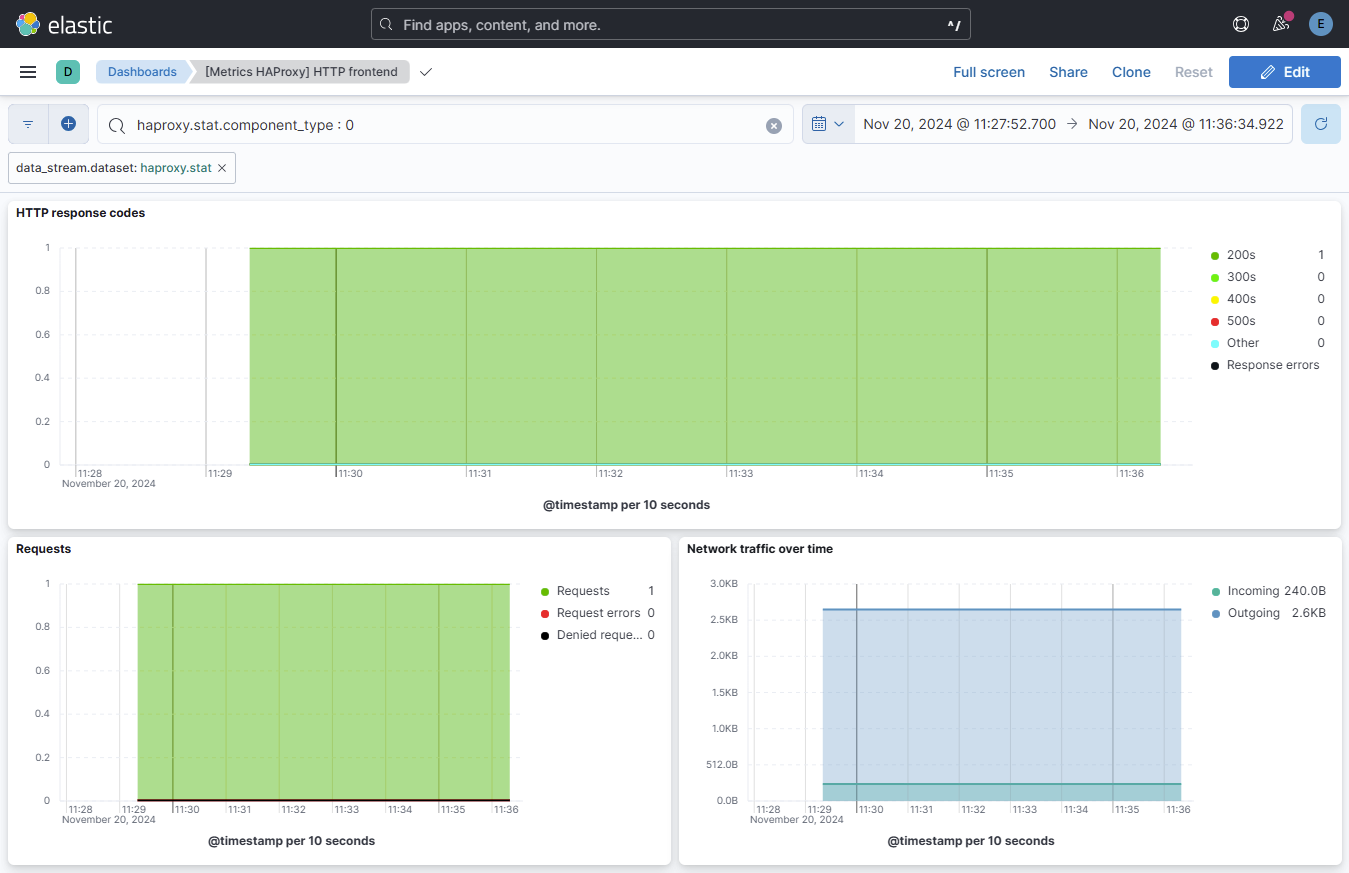 elastic
Find apps, content, and more.
^/
E
D
Dashboards
[Metrics HAProxy] HTTP frontend
Full screen
Share
Clone
Reset
Edit
haproxy.stat.component_type : 0
Nov 20, 2024 @ 11:27:52.700 → Nov 20, 2024 @ 11:36:34.922
data_stream.dataset: haproxy.stat ×
HTTP response codes
1
0.8
0.6
0.4
0.2
0
11:28 11:29 11:30 11:31 11:32 11:33 11:34 11:35 11:36
November 20, 2024
@timestamp per 10 seconds
200s 1
300s 0
400s 0
500s 0
Other 0
Response errors
Requests
1
0.8
0.6
0.4
0.2
0
11:28 11:29 11:30 11:31 11:32 11:33 11:34 11:35 11:36
November 20, 2024
@timestamp per 10 seconds
Requests 1
Request errors 0
Denied reque... 0
Network traffic over time
3.0KB
2.5KB
2.0KB
1.5KB
1.0KB
512.0B
0.0B
11:28 11:29 11:30 11:31 11:32 11:33 11:34 11:35 11:36
November 20, 2024
@timestamp per 10 seconds
Incoming 240.0B
Outgoing 2.6KB